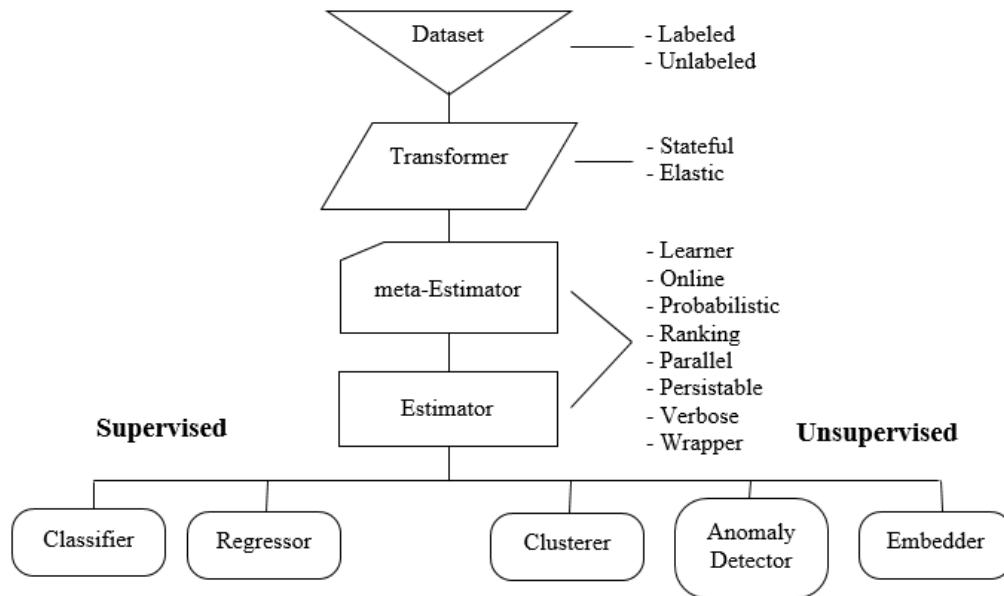 Dataset
- Labeled
- Unlabeled
Transformer
- Stateful
- Elastic
meta-Estimator
- Learner
- Online
- Probabilistic
- Ranking
- Parallel
- Persistable
- Verbose
- Wrapper
Estimator
Supervised
Unsupervised
Classifier
Regressor
Clusterer
Anomaly
Detector
Embedder